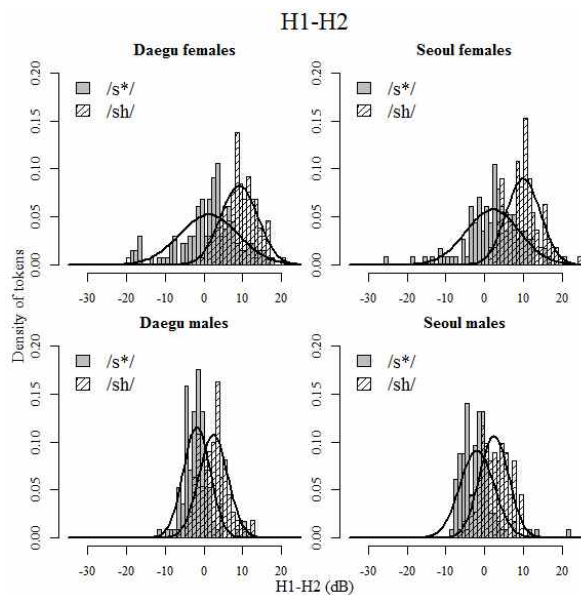 H1-H2
Daegu females
Seoul females
0.20
0.15
0.10
0.05
0.00
/s*/
/sh/
-30 -20 -10 0 10 20
0.20
0.15
0.10
0.05
0.00
/s*/
/sh/
-30 -20 -10 0 10 20
Density of tokens
Daegu males
Seoul males
0.20
0.15
0.10
0.05
0.00
/s*/
/sh/
-30 -20 -10 0 10 20
0.20
0.15
0.10
0.05
0.00
/s*/
/sh/
-30 -20 -10 0 10 20
H1-H2 (dB)